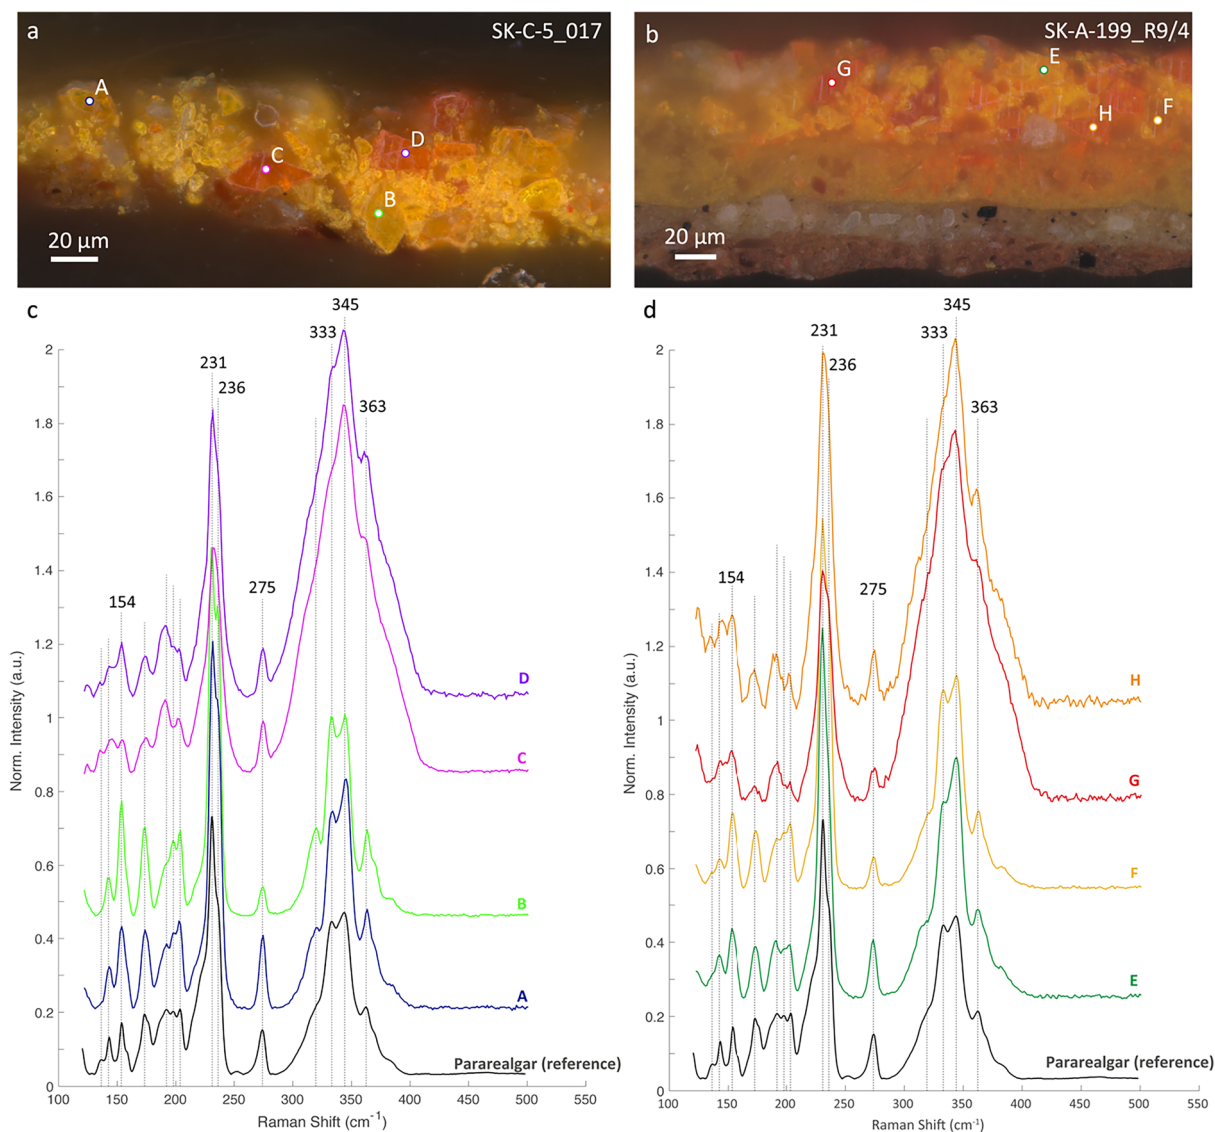 a
SK-C-5_017
A
C
D
B
20 µm
b
SK-A-199_R9/4
G
E
H
F
20 µm
c
345
333
231
236
363
275
154
2
1.8
1.6
1.4
1.2
1
0.8
0.6
0.4
0.2
0
Norm. Intensity (a.u.)
D
C
B
A
Pararealgar (reference)
100 150 200 250 300 350 400 450 500 550
Raman Shift (cm⁻¹)
d
345
333
231
236
363
275
154
2
1.8
1.6
1.4
1.2
1
0.8
0.6
0.4
0.2
0
Norm. Intensity (a.u.)
H
G
F
E
Pararealgar (reference)
100 150 200 250 300 350 400 450 500 550
Raman Shift (cm⁻¹)